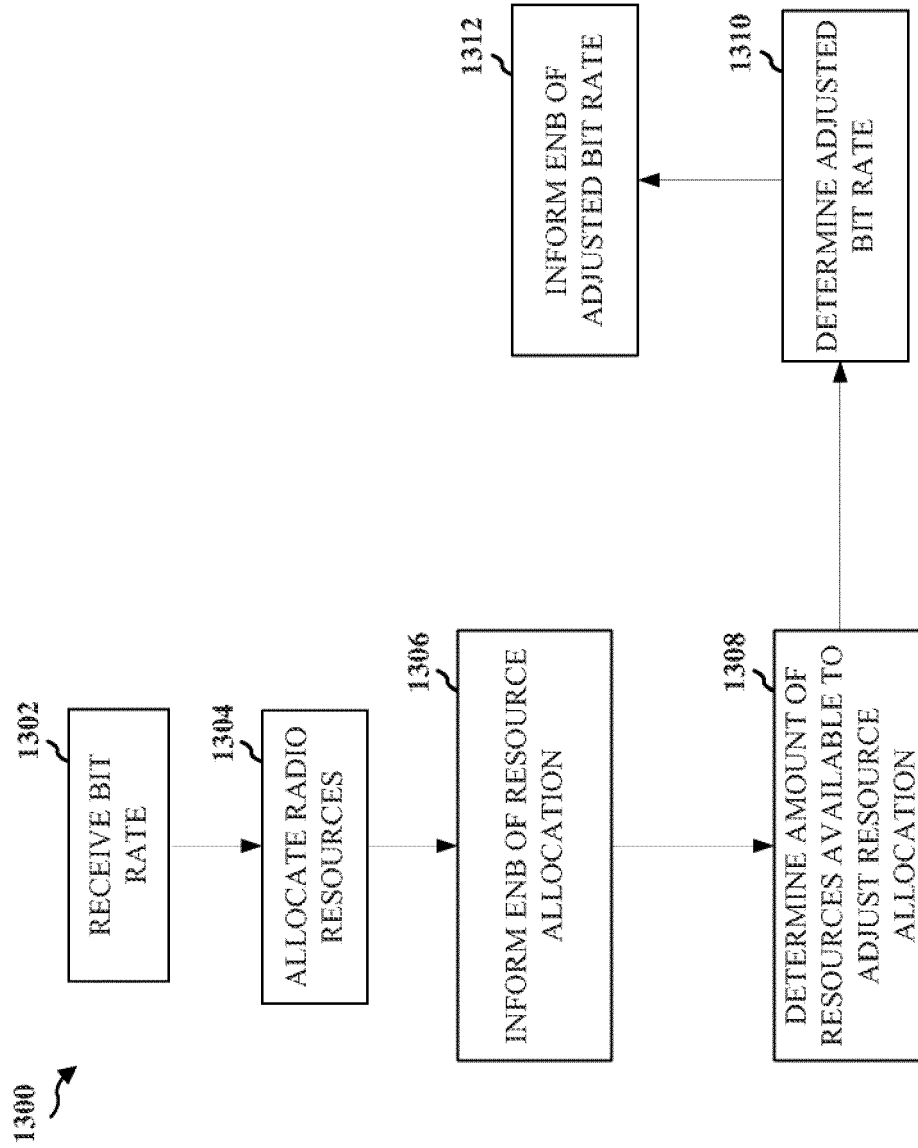 1300
1302
RECEIVE BIT
RATE
1304
ALLOCATE RADIO
RESOURCES
1306
INFORM ENB OF RESOURCE
ALLOCATION
1308
DETERMINE AMOUNT OF
RESOURCES AVAILABLE TO
ADJUST RESOURCE
ALLOCATION
1310
DETERMINE ADJUSTED
BIT RATE
1312
INFORM ENB OF
ADJUSTED BIT RATE